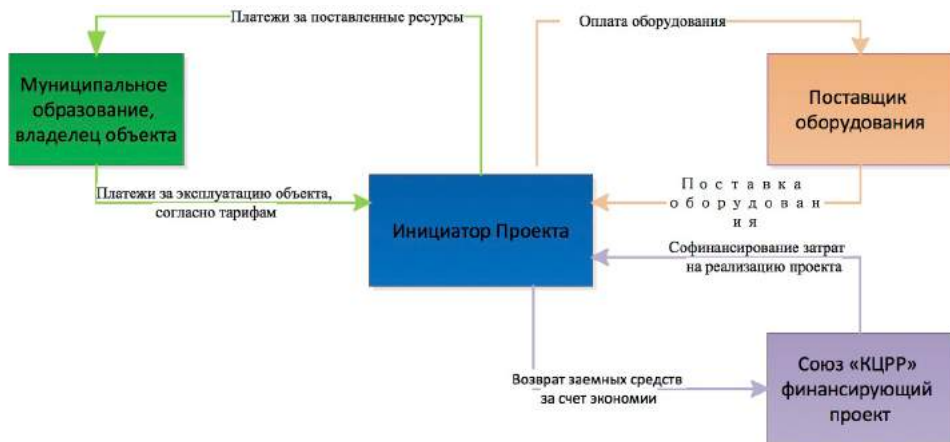 Платежи за поставленные ресурсы
Оплата оборудования
Муниципальное
образование,
владелец объекта
Поставщик
оборудования
Платежи за эксплуатацию объекта,
согласно тарифам
Инициатор Проекта
Поставка
оборудован
ия
Софинансирование затрат
на реализацию проекта
Возврат заемных средств
за счет экономии
Союз «КЦРР»
финансирующий
проект